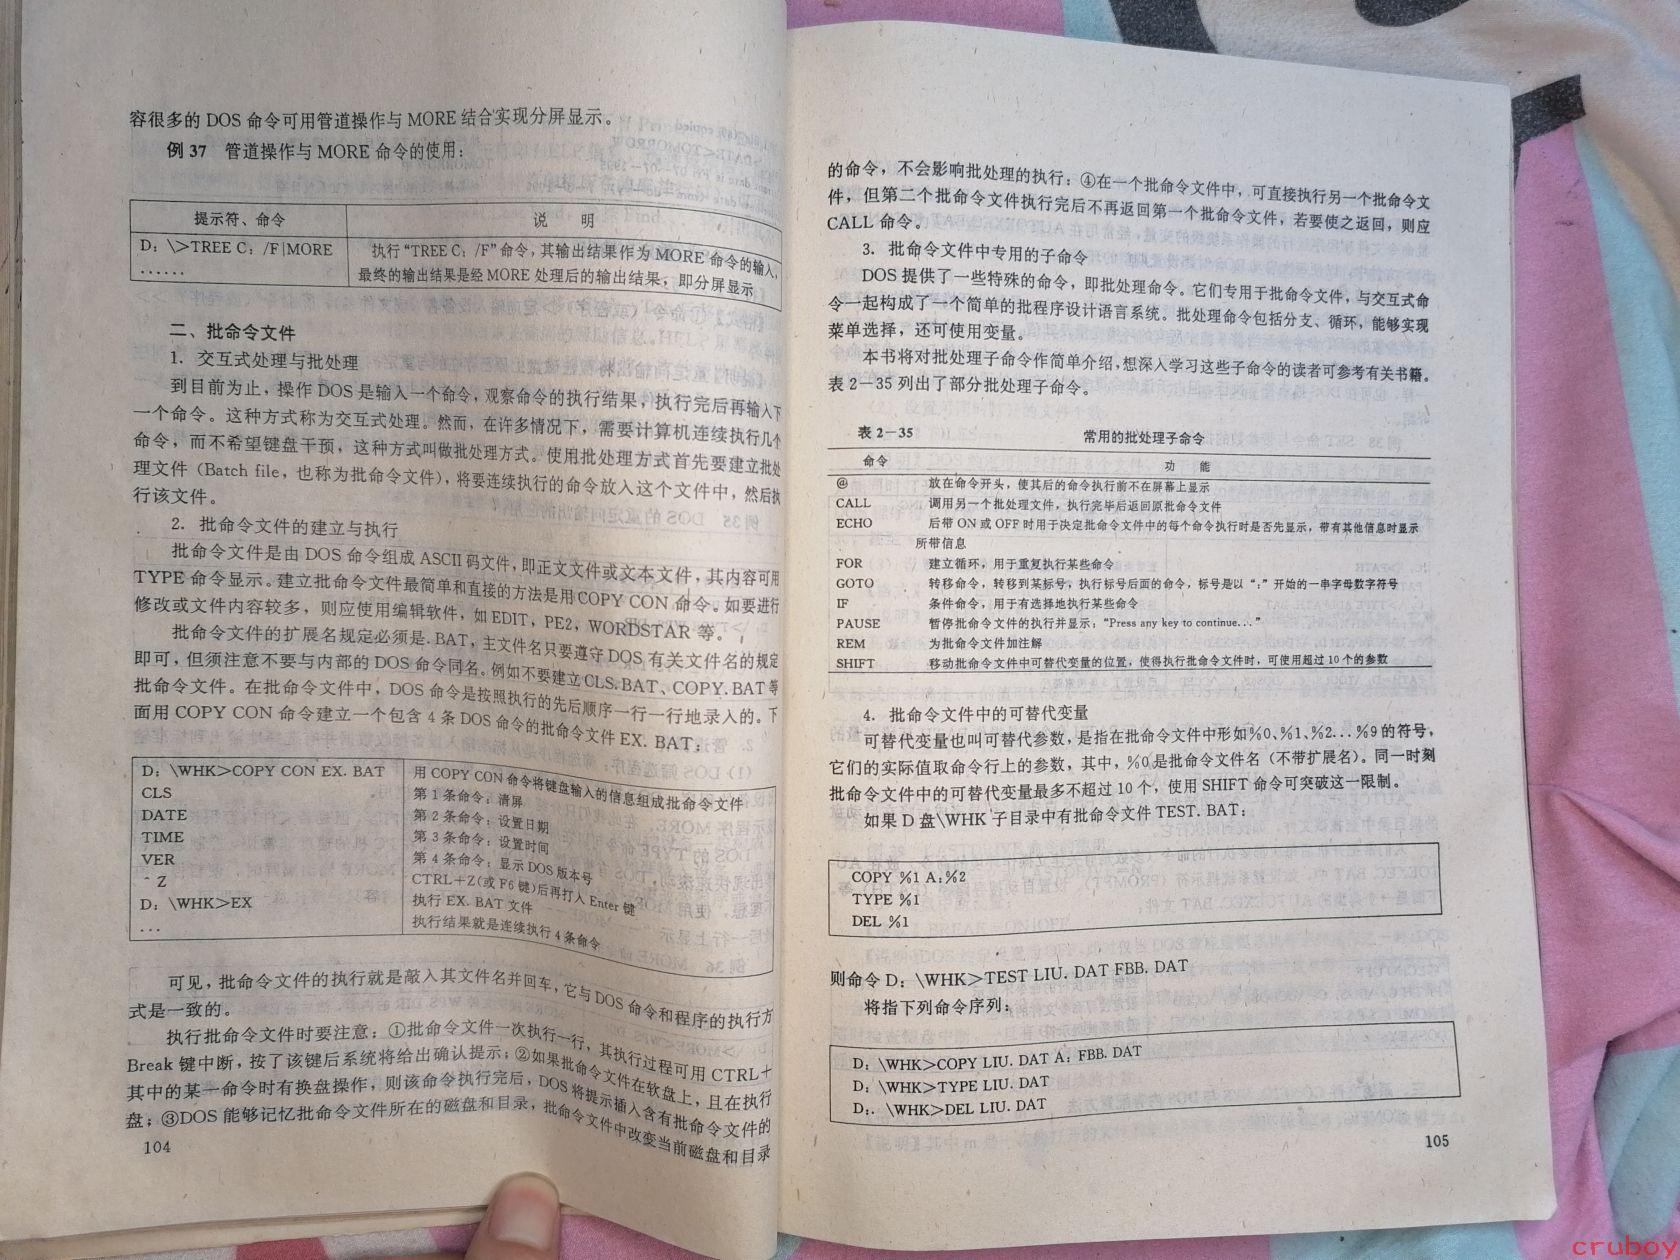 容很多的 DOS 命令可用管道操作与 MORE 结合实现分屏显示。
例 37 管道操作与 MORE 命令的使用：
提示符、命令 说 明
D：\>TREE C：/F|MORE 执行“TREE C：/F”命令，其输出结果作为 MORE 命令的输入，
…… 最终的输出结果是经 MORE 处理后的输出结果，即分屏显示
二、批命令文件
1. 交互式处理与批处理
到目前为止，操作 DOS 是输入一个命令，观察命令的执行结果，执行完后再输入下
一个命令。这种方式称为交互式处理。然而，在许多情况下，需要计算机连续执行几个
命令，而不希望键盘干预，这种方式叫做批处理方式。使用批处理方式首先要建立批处
理文件（Batch file，也称为批命令文件），将要连续执行的命令放入这个文件中，然后执
行该文件。
2. 批命令文件的建立与执行
批命令文件是由 DOS 命令组成 ASCII 码文件，即正文文件或文本文件，其内容可用
TYPE 命令显示。建立批命令文件最简单和直接的方法是用 COPY CON 命令。如要进行
修改或文件内容较多，则应使用编辑软件，如 EDIT，PE2，WORDSTAR 等。
批命令文件的扩展名规定必须是.BAT，主文件名只要遵守 DOS 有关文件名的规定
即可，但须注意不要与内部的 DOS 命令同名。例如不要建立 CLS.BAT、COPY.BAT 等
批命令文件。在批命令文件中，DOS 命令是按照执行的先后顺序一行一行地录入的。下
面用 COPY CON 命令建立一个包含 4 条 DOS 命令的批命令文件 EX. BAT：
D：\WHK>COPY CON EX. BAT 用 COPY CON 命令将键盘输入的信息组成批命令文件
CLS 第 1 条命令：清屏
DATE 第 2 条命令：设置日期
TIME 第 3 条命令：设置时间
VER 第 4 条命令：显示 DOS 版本号
^Z CTRL+Z(或 F6 键)后再打入 Enter 键
D：\WHK>EX 执行 EX. BAT 文件
... 执行结果就是连续执行 4 条命令
可见，批命令文件的执行就是敲入其文件名并回车，它与 DOS 命令和程序的执行方
式是一致的。
执行批命令文件时要注意：①批命令文件一次执行一行，其执行过程可用 CTRL+
Break 键中断，按了该键后系统将给出确认提示；②如果批命令文件在软盘上，且在执行
其中的某一命令时有换盘操作，则该命令执行完后，DOS 将提示插入含有批命令文件的
盘；③DOS 能够记忆批命令文件所在的磁盘和目录，批命令文件中改变当前磁盘和目录
104
的命令，不会影响批处理的执行；④在一个批命令文件中，可直接执行另一个批命令文
件，但第二个批命令文件执行完后不再返回第一个批命令文件，若要使之返回，则应
CALL 命令。
3. 批命令文件中专用的子命令
DOS 提供了一些特殊的命令，即批处理命令。它们专用于批命令文件，与交互式命
令一起构成了一个简单的批程序设计语言系统。批处理命令包括分支、循环，能够实现
菜单选择，还可使用变量。
本书将对批处理子命令作简单介绍，想深入学习这些子命令的读者可参考有关书籍。
表 2－35 列出了部分批处理子命令。
表 2－35 常用的批处理子命令
命令 功 能
@ 放在命令开头，使其后的命令执行前不在屏幕上显示
CALL 调用另一个批处理文件，执行完毕后返回原批命令文件
ECHO 后带 ON 或 OFF 时用于决定批命令文件中的每个命令执行时是否先显示，带有其他信息时显示
所带信息
FOR 建立循环，用于重复执行某些命令
GOTO 转移命令，转移到某标号，执行标号后面的命令，标号是以“：”开始的一串字母数字符号
IF 条件命令，用于有选择地执行某些命令
PAUSE 暂停批命令文件的执行并显示：“Press any key to continue...”
REM 为批命令文件加注解
SHIFT 移动批命令文件中可替代变量的位置，使得执行批命令文件时，可使用超过 10 个的参数
4. 批命令文件中的可替代变量
可替代变量也叫可替代参数，是指在批命令文件中形如％0、％1、％2…％9 的符号，
它们的实际值取命令行上的参数，其中，％0 是批命令文件名（不带扩展名）。同一时刻
批命令文件中的可替代变量最多不超过 10 个，使用 SHIFT 命令可突破这一限制。
如果 D 盘\WHK 子目录中有批命令文件 TEST. BAT：
COPY %1 A：%2
TYPE %1
DEL %1
则命令 D：\WHK>TEST LIU. DAT FBB. DAT
将指下列命令序列：
D：\WHK>COPY LIU. DAT A：FBB. DAT
D：\WHK>TYPE LIU. DAT
D：\WHK>DEL LIU. DAT
105
cruboy